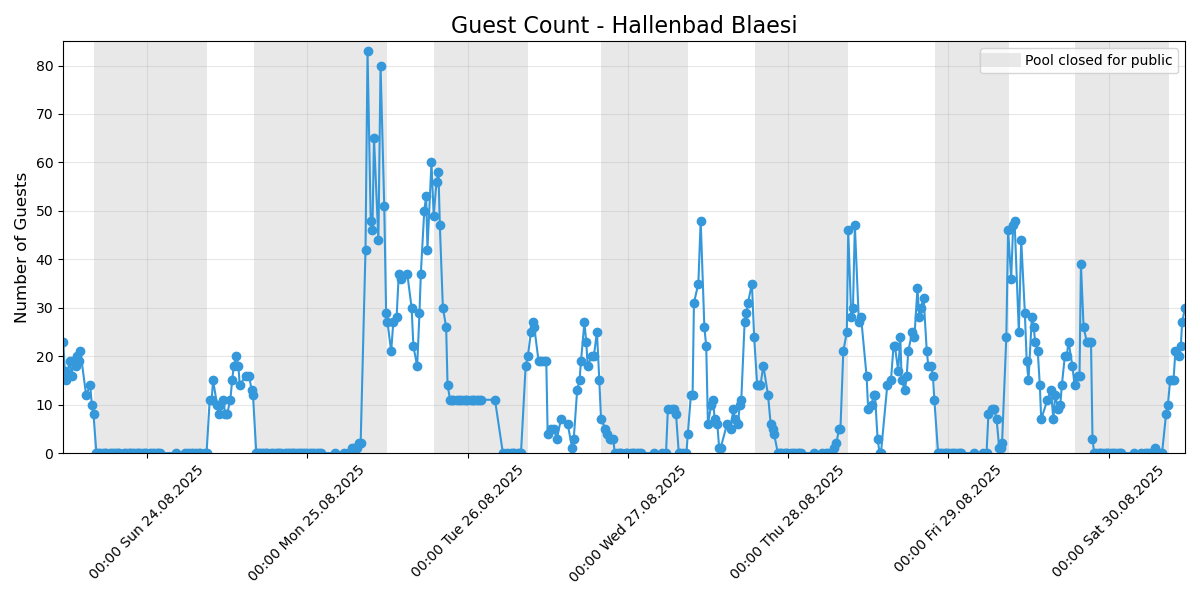 Guest Count - Hallenbad Blaesi
Pool closed for public
Number of Guests
80
70
60
50
40
30
20
10
0
00:00 Sun 24.08.2025
00:00 Mon 25.08.2025
00:00 Tue 26.08.2025
00:00 Wed 27.08.2025
00:00 Thu 28.08.2025
00:00 Fri 29.08.2025
00:00 Sat 30.08.2025